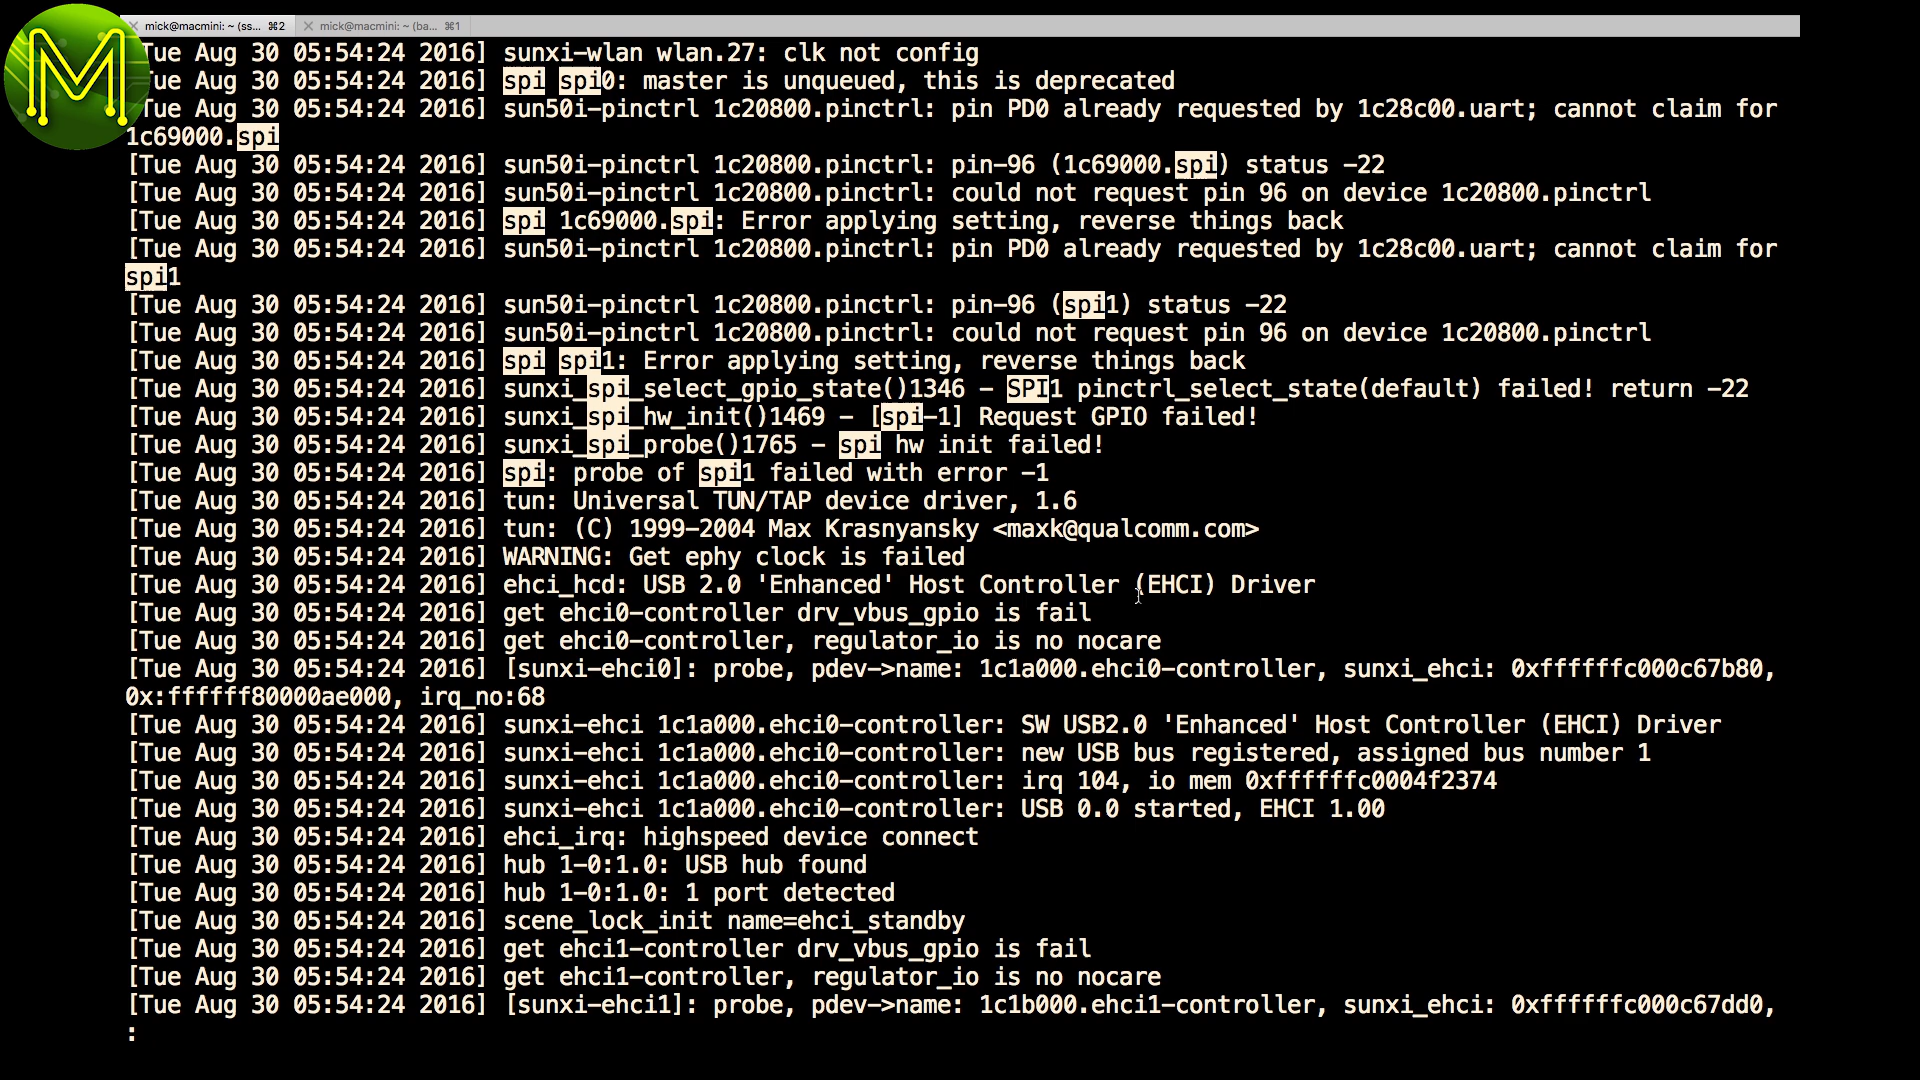 mick@macmini: ~ (ss... ⌘2 mick@macmini: ~ (ba... ⌘1
M
Tue Aug 30 05:54:24 2016] sunxi-wlan wlan.27: clk not config
Tue Aug 30 05:54:24 2016] spi spi0: master is unqueued, this is deprecated
Tue Aug 30 05:54:24 2016] sun50i-pinctrl 1c20800.pinctrl: pin PD0 already requested by 1c28c00.uart; cannot claim for
1c69000.spi
[Tue Aug 30 05:54:24 2016] sun50i-pinctrl 1c20800.pinctrl: pin-96 (1c69000.spi) status -22
[Tue Aug 30 05:54:24 2016] sun50i-pinctrl 1c20800.pinctrl: could not request pin 96 on device 1c20800.pinctrl
[Tue Aug 30 05:54:24 2016] spi 1c69000.spi: Error applying setting, reverse things back
[Tue Aug 30 05:54:24 2016] sun50i-pinctrl 1c20800.pinctrl: pin PD0 already requested by 1c28c00.uart; cannot claim for
spi1
[Tue Aug 30 05:54:24 2016] sun50i-pinctrl 1c20800.pinctrl: pin-96 (spi1) status -22
[Tue Aug 30 05:54:24 2016] sun50i-pinctrl 1c20800.pinctrl: could not request pin 96 on device 1c20800.pinctrl
[Tue Aug 30 05:54:24 2016] spi spi1: Error applying setting, reverse things back
[Tue Aug 30 05:54:24 2016] sunxi_spi_select_gpio_state()1346 - SPI1 pinctrl_select_state(default) failed! return -22
[Tue Aug 30 05:54:24 2016] sunxi_spi_hw_init()1469 - [spi-1] Request GPIO failed!
[Tue Aug 30 05:54:24 2016] sunxi_spi_probe()1765 - spi hw init failed!
[Tue Aug 30 05:54:24 2016] spi: probe of spi1 failed with error -1
[Tue Aug 30 05:54:24 2016] tun: Universal TUN/TAP device driver, 1.6
[Tue Aug 30 05:54:24 2016] tun: (C) 1999-2004 Max Krasnyansky <maxk@qualcomm.com>
[Tue Aug 30 05:54:24 2016] WARNING: Get ephy clock is failed
[Tue Aug 30 05:54:24 2016] ehci_hcd: USB 2.0 'Enhanced' Host Controller (EHCI) Driver
[Tue Aug 30 05:54:24 2016] get ehci0-controller drv_vbus_gpio is fail
[Tue Aug 30 05:54:24 2016] get ehci0-controller, regulator_io is no nocare
[Tue Aug 30 05:54:24 2016] [sunxi-ehci0]: probe, pdev->name: 1c1a000.ehci0-controller, sunxi_ehci: 0xffffffc000c67b80,
0x:ffffff80000ae000, irq_no:68
[Tue Aug 30 05:54:24 2016] sunxi-ehci 1c1a000.ehci0-controller: SW USB2.0 'Enhanced' Host Controller (EHCI) Driver
[Tue Aug 30 05:54:24 2016] sunxi-ehci 1c1a000.ehci0-controller: new USB bus registered, assigned bus number 1
[Tue Aug 30 05:54:24 2016] sunxi-ehci 1c1a000.ehci0-controller: irq 104, io mem 0xffffffc0004f2374
[Tue Aug 30 05:54:24 2016] sunxi-ehci 1c1a000.ehci0-controller: USB 0.0 started, EHCI 1.00
[Tue Aug 30 05:54:24 2016] ehci_irq: highspeed device connect
[Tue Aug 30 05:54:24 2016] hub 1-0:1.0: USB hub found
[Tue Aug 30 05:54:24 2016] hub 1-0:1.0: 1 port detected
[Tue Aug 30 05:54:24 2016] scene_lock_init name=ehci_standby
[Tue Aug 30 05:54:24 2016] get ehci1-controller drv_vbus_gpio is fail
[Tue Aug 30 05:54:24 2016] get ehci1-controller, regulator_io is no nocare
[Tue Aug 30 05:54:24 2016] [sunxi-ehci1]: probe, pdev->name: 1c1b000.ehci1-controller, sunxi_ehci: 0xffffffc000c67dd0,
: